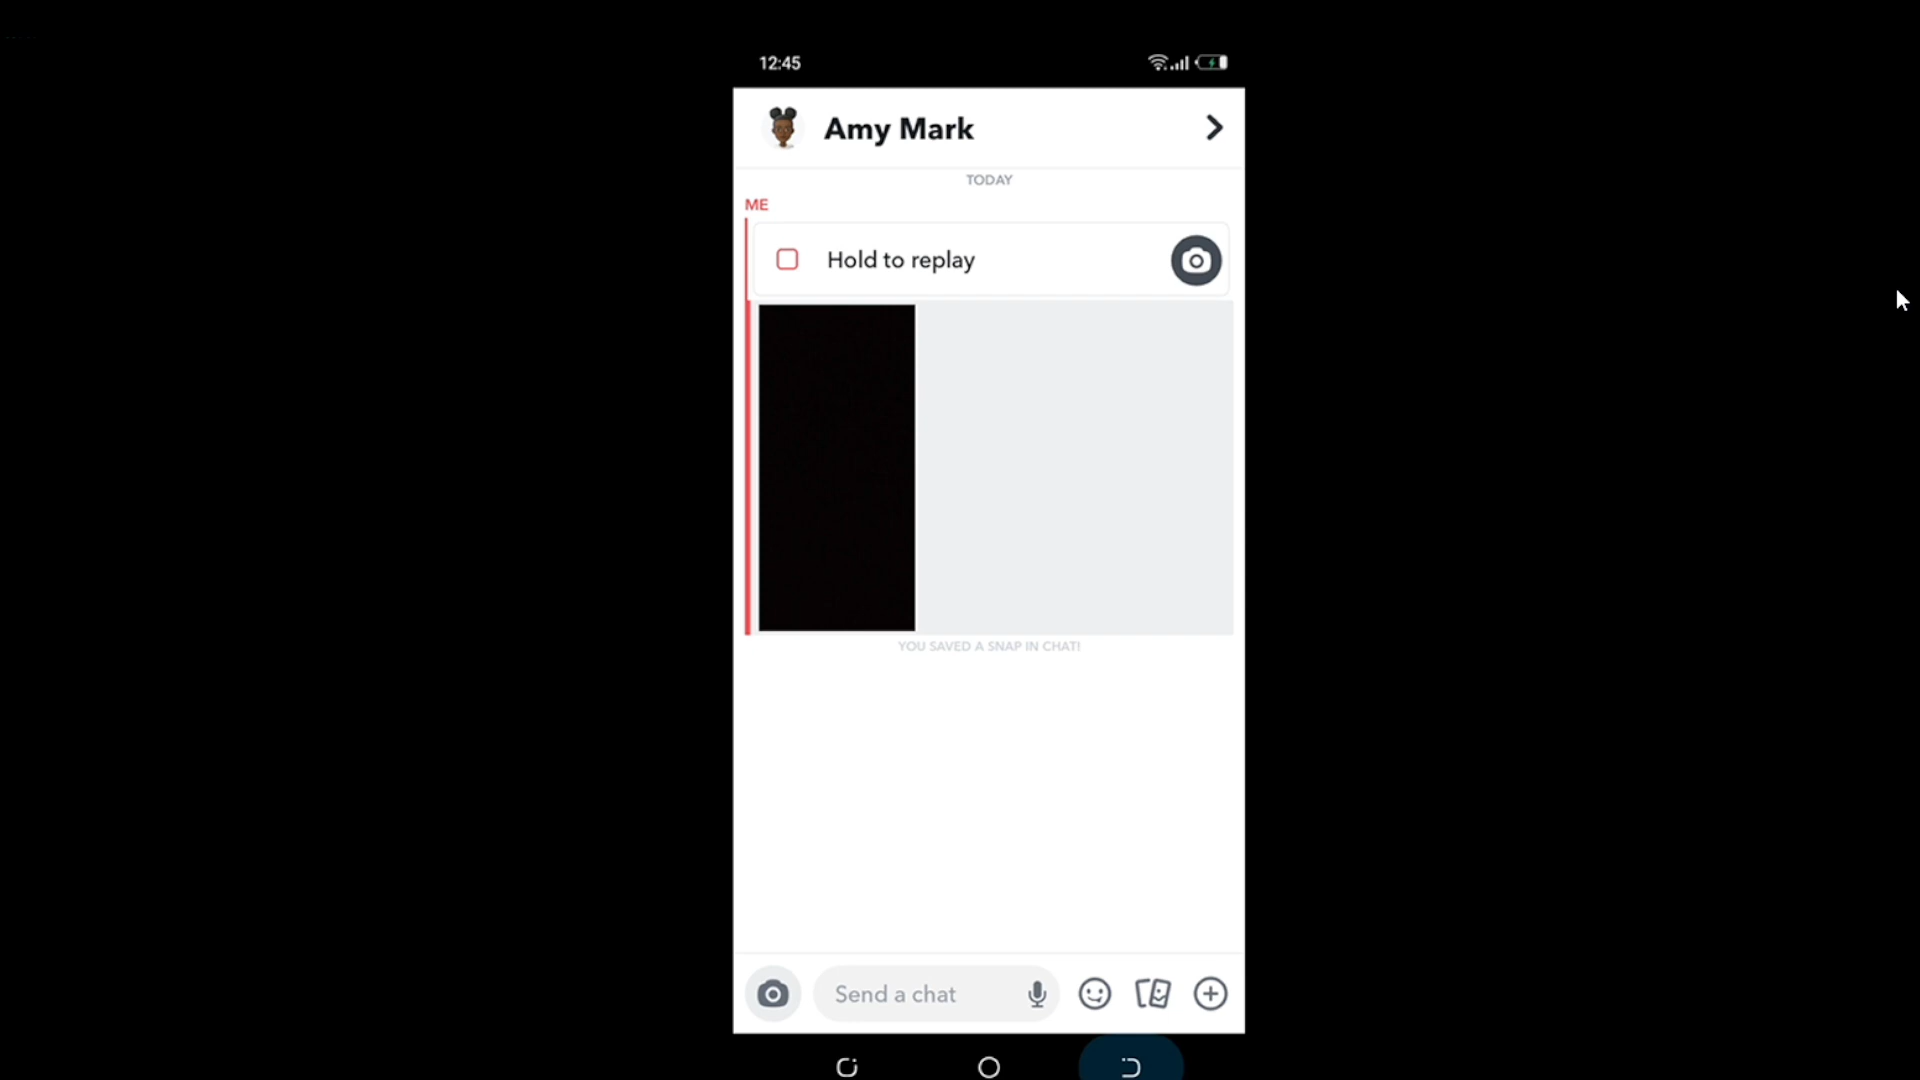 12:45
Amy Mark
TODAY
ME
Hold to replay
YOU SAVED A SNAP IN CHAT!
Send a chat